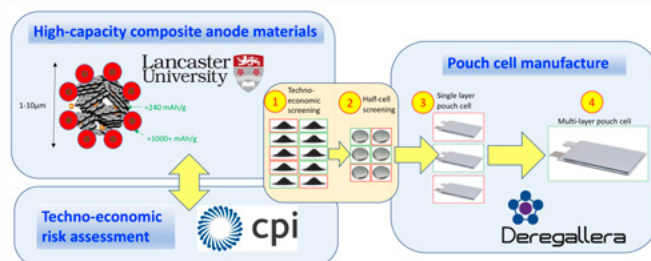 High-capacity composite anode materials
Lancaster
University
1-10μm
≈240 mAh/g
≈1000+ mAh/g
1
Techno-
economic
screening
2
Half-cell
screening
Pouch cell manufacture
3
Single layer
pouch cell
4
Multi-layer pouch cell
Techno-economic
risk assessment
cpi
Deregallera